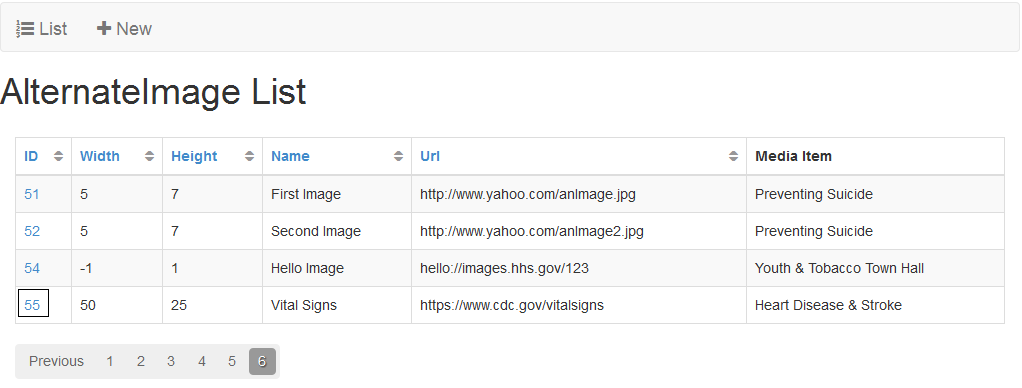 List New
AlternateImage List
ID Width Height Name Url Media Item
51 5 7 First Image http://www.yahoo.com/anImage.jpg Preventing Suicide
52 5 7 Second Image http://www.yahoo.com/anImage2.jpg Preventing Suicide
54 -1 1 Hello Image hello://images.hhs.gov/123 Youth & Tobacco Town Hall
55 50 25 Vital Signs https://www.cdc.gov/vitalsigns Heart Disease & Stroke
Previous 1 2 3 4 5 6